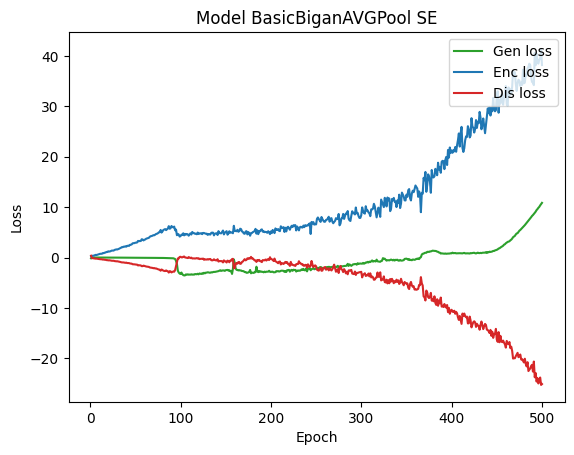 Model BasicBiganAVGPool SE
Gen loss
Enc loss
Dis loss
40
30
20
10
0
−10
−20
Loss
0 100 200 300 400 500
Epoch